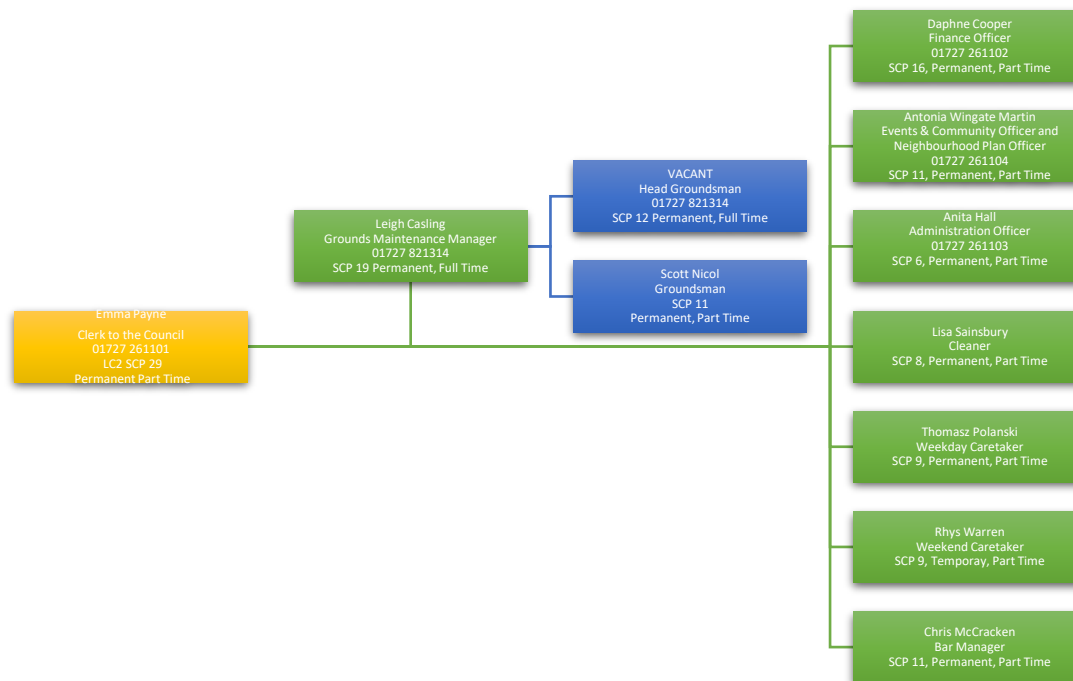 Daphne Cooper
Finance Officer
01727 261102
SCP 16, Permanent, Part Time
Antonia Wingate Martin
Events & Community Officer and
Neighbourhood Plan Officer
01727 261104
SCP 11, Permanent, Part Time
VACANT
Head Groundsman
01727 821314
SCP 12 Permanent, Full Time
Leigh Casling
Grounds Maintenance Manager
01727 821314
SCP 19 Permanent, Full Time
Anita Hall
Administration Officer
01727 261103
SCP 6, Permanent, Part Time
Scott Nicol
Groundsman
SCP 11
Permanent, Part Time
Emma Payne
Clerk to the Council
01727 261101
LC2 SCP 29
Permanent Part Time
Lisa Sainsbury
Cleaner
SCP 8, Permanent, Part Time
Thomasz Polanski
Weekday Caretaker
SCP 9, Permanent, Part Time
Rhys Warren
Weekend Caretaker
SCP 9, Temporay, Part Time
Chris McCracken
Bar Manager
SCP 11, Permanent, Part Time